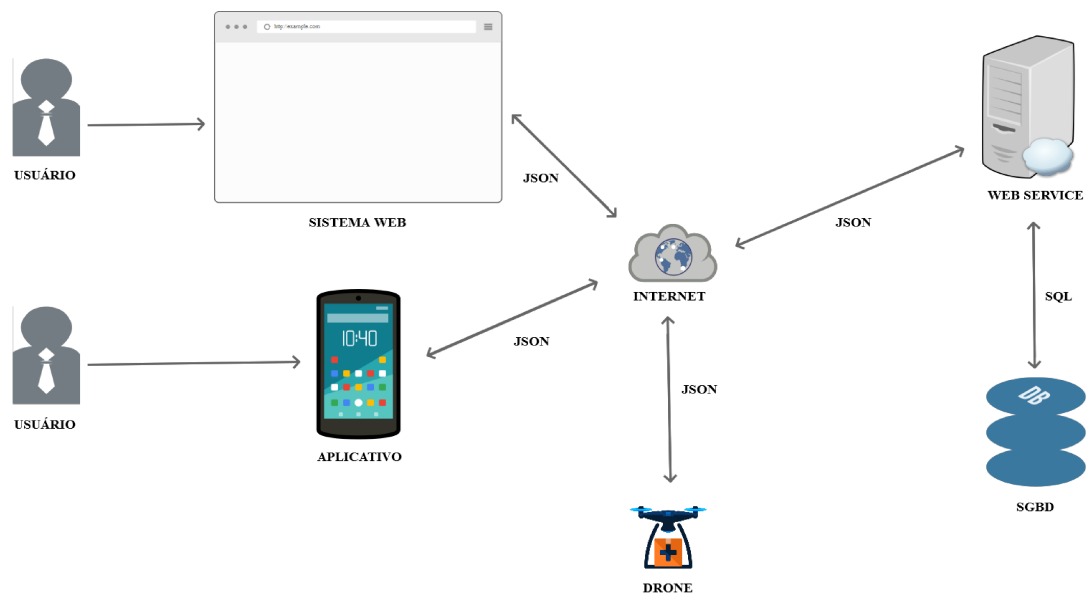 http://example.com
USUÁRIO
SISTEMA WEB
JSON
JSON
WEB SERVICE
INTERNET
SQL
10:40
JSON
JSON
USUÁRIO
APLICATIVO
DB
SGBD
DRONE